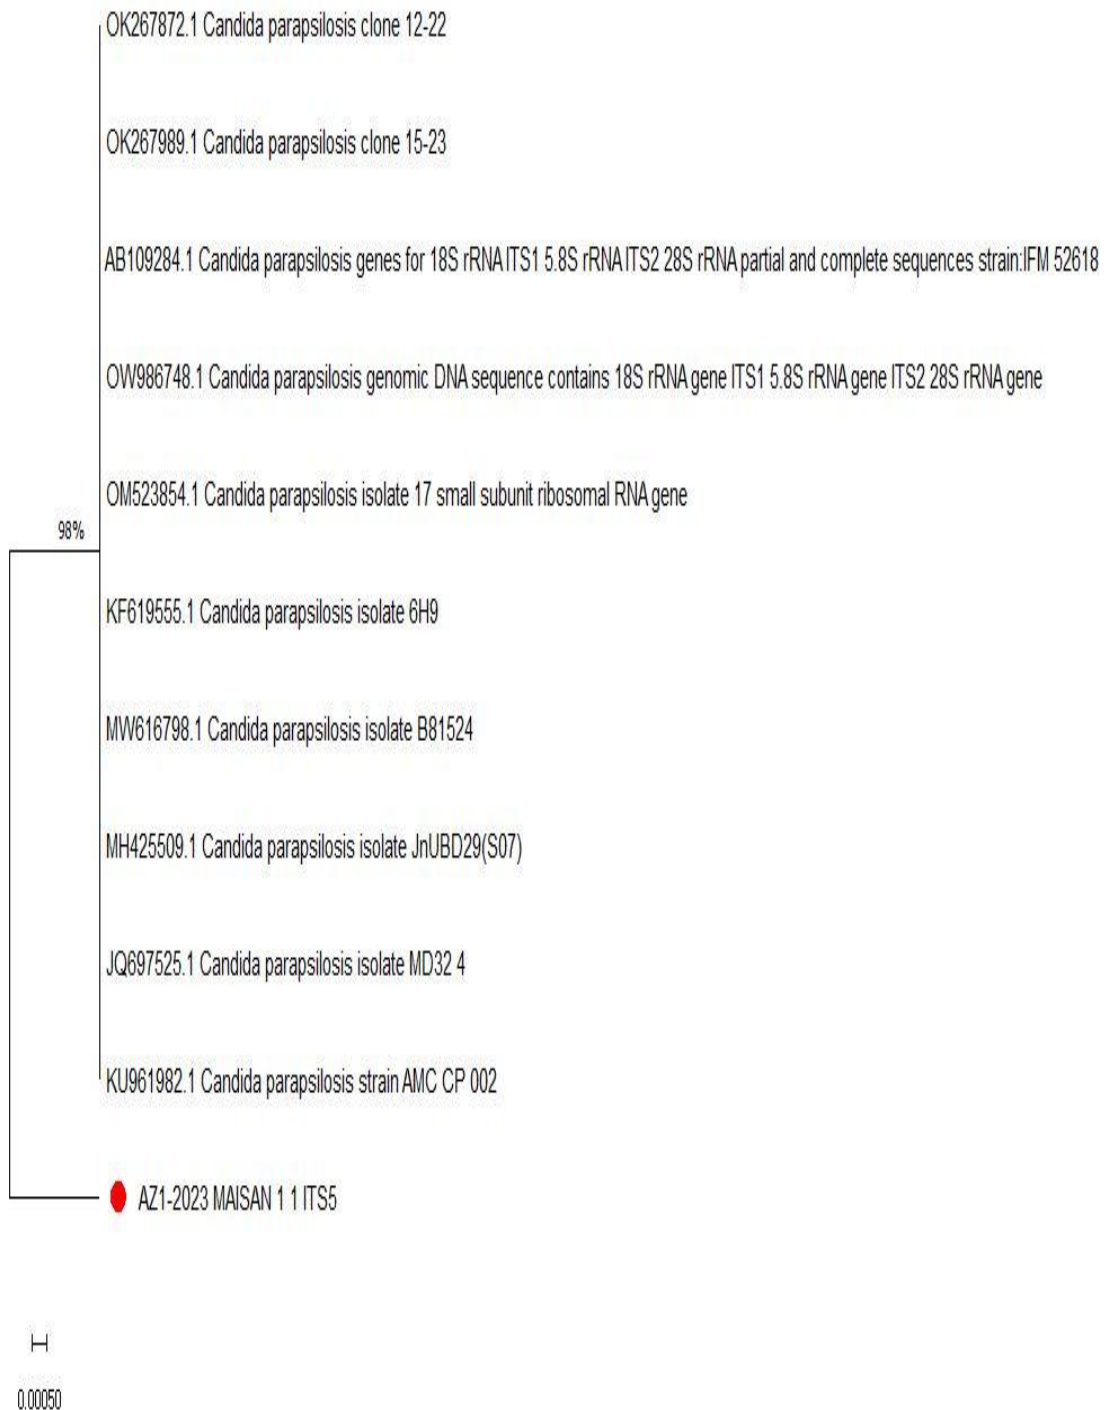 OK267872.1 Candida parapsilosis clone 12-22
OK267989.1 Candida parapsilosis clone 15-23
AB109284.1 Candida parapsilosis genes for 18S rRNA ITS1 5.8S rRNA ITS2 28S rRNA partial and complete sequences strain:IFM 52618
OW986748.1 Candida parapsilosis genomic DNA sequence contains 18S rRNA gene ITS1 5.8S rRNA gene ITS2 28S rRNA gene
OM523854.1 Candida parapsilosis isolate 17 small subunit ribosomal RNA gene
98%
KF619555.1 Candida parapsilosis isolate 6H9
MW616798.1 Candida parapsilosis isolate B81524
MH425509.1 Candida parapsilosis isolate JnUBD29(S07)
JQ697525.1 Candida parapsilosis isolate MD32 4
KU961982.1 Candida parapsilosis strain AMC CP 002
AZ1-2023 MAISAN 1 1 ITS5
0.00050